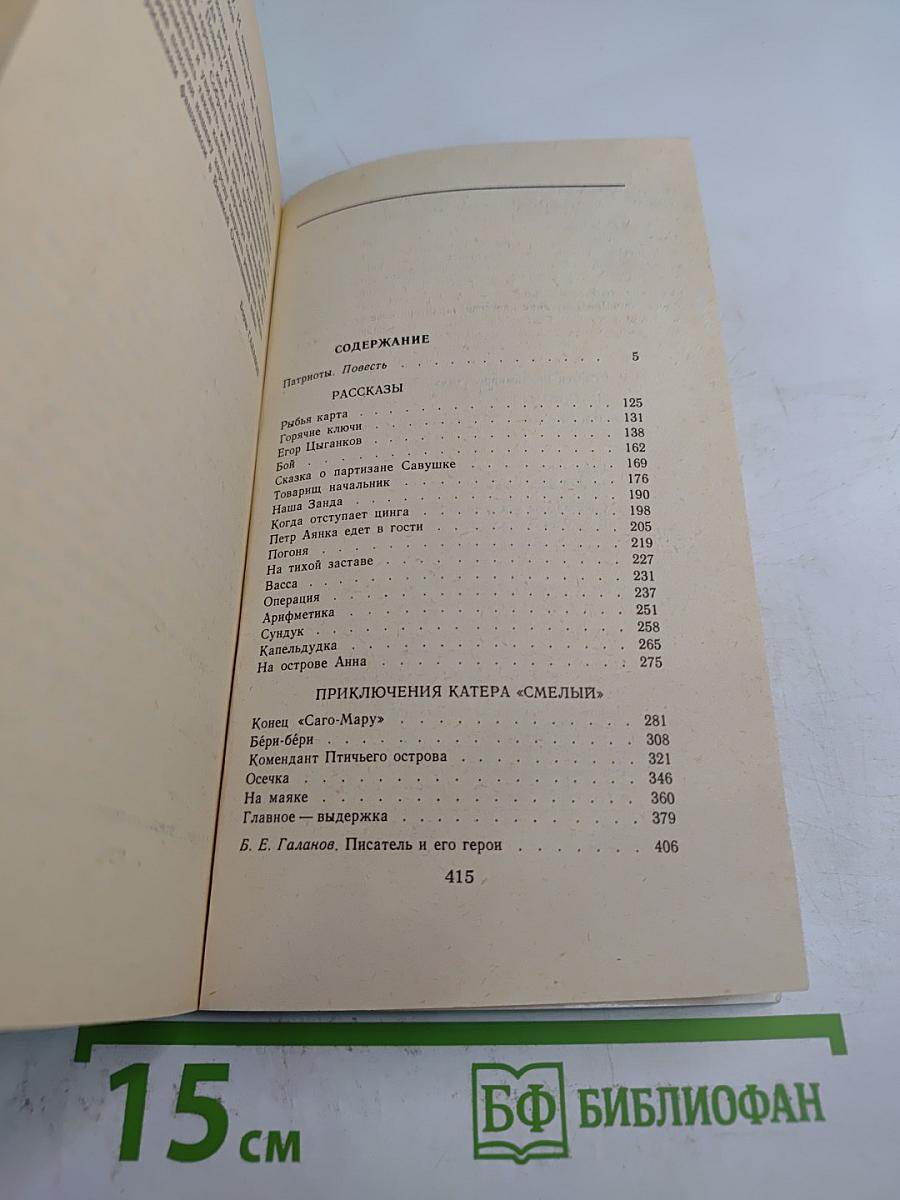 СОДЕРЖАНИЕ
Патриоты. Повесть . . . . . . . . . . . . . 5
РАССКАЗЫ
Рыбья карта . . . . . . . . . . . . . . . 125
Горячие ключи . . . . . . . . . . . . . . 131
Егор Цыганков . . . . . . . . . . . . . . 138
Бой . . . . . . . . . . . . . . . . . . 162
Сказка о партизане Савушке . . . . . . . . . 169
Товарищ начальник . . . . . . . . . . . . 176
Наша Занда . . . . . . . . . . . . . . . 190
Когда отступает цинга . . . . . . . . . . . 198
Петр Аянка едет в гости . . . . . . . . . . 205
Погоня . . . . . . . . . . . . . . . . . 219
На тихой заставе . . . . . . . . . . . . . 227
Васса . . . . . . . . . . . . . . . . . 231
Операция . . . . . . . . . . . . . . . . 237
Арифметика . . . . . . . . . . . . . . . 251
Сундук . . . . . . . . . . . . . . . . . 258
Капельдудка . . . . . . . . . . . . . . . 265
На острове Анна . . . . . . . . . . . . . 275
ПРИКЛЮЧЕНИЯ КАТЕРА «СМЕЛЫЙ»
Конец «Саго-Мару» . . . . . . . . . . . . 281
Бе́ри-бе́ри . . . . . . . . . . . . . . . . 308
Комендант Птичьего острова . . . . . . . . . 321
Осечка . . . . . . . . . . . . . . . . . 346
На маяке . . . . . . . . . . . . . . . . 360
Главное — выдержка . . . . . . . . . . . . 379
Б. Е. Галанов. Писатель и его герои . . . . . . . 406
415
15 см
БФ БИБЛИОФАН